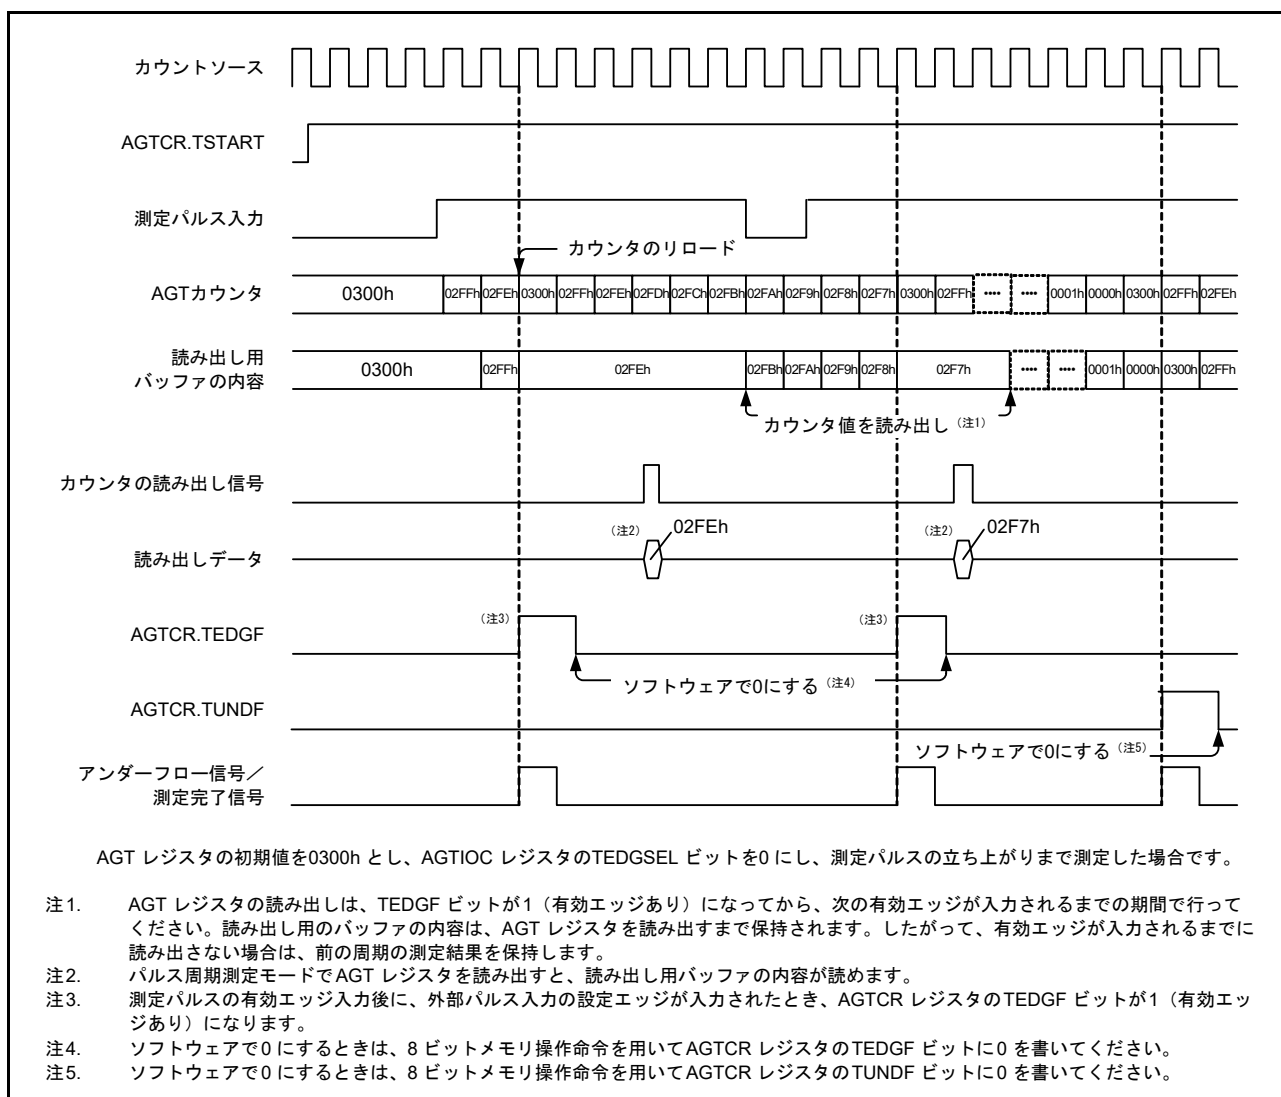 カウントソース
AGTCR.TSTART
測定パルス入力
カウンタのリロード
AGTカウンタ
0300h 02FFh 02FEh 0300h 02FFh 02FEh 02FDh 02FCh 02FBh 02FAh 02F9h 02F8h 02F7h 0300h 02FFh •••• •••• 0001h 0000h 0300h 02FFh 02FEh
読み出し用
バッファの内容
0300h 02FFh 02FEh 02FBh 02FAh 02F9h 02F8h 02F7h •••• •••• 0001h 0000h 0300h 02FFh
カウンタ値を読み出し（注1）
カウンタの読み出し信号
（注2） 02FEh （注2） 02F7h
読み出しデータ
（注3） （注3）
AGTCR.TEDGF
ソフトウェアで0にする（注4）
AGTCR.TUNDF
ソフトウェアで0にする（注5）
アンダーフロー信号／
測定完了信号
AGT レジスタの初期値を0300h とし、AGTIOC レジスタのTEDGSEL ビットを0 にし、測定パルスの立ち上がりまで測定した場合です。
注1. AGT レジスタの読み出しは、TEDGF ビットが1（有効エッジあり）になってから、次の有効エッジが入力されるまでの期間で行って
ください。読み出し用のバッファの内容は、AGT レジスタを読み出すまで保持されます。したがって、有効エッジが入力されるまでに
読み出さない場合は、前の周期の測定結果を保持します。
注2. パルス周期測定モードでAGT レジスタを読み出すと、読み出し用バッファの内容が読めます。
注3. 測定パルスの有効エッジ入力後に、外部パルス入力の設定エッジが入力されたとき、AGTCR レジスタのTEDGF ビットが1（有効エッ
ジあり）になります。
注4. ソフトウェアで0 にするときは、8 ビットメモリ操作命令を用いてAGTCR レジスタのTEDGF ビットに0 を書いてください。
注5. ソフトウェアで0 にするときは、8 ビットメモリ操作命令を用いてAGTCR レジスタのTUNDF ビットに0 を書いてください。